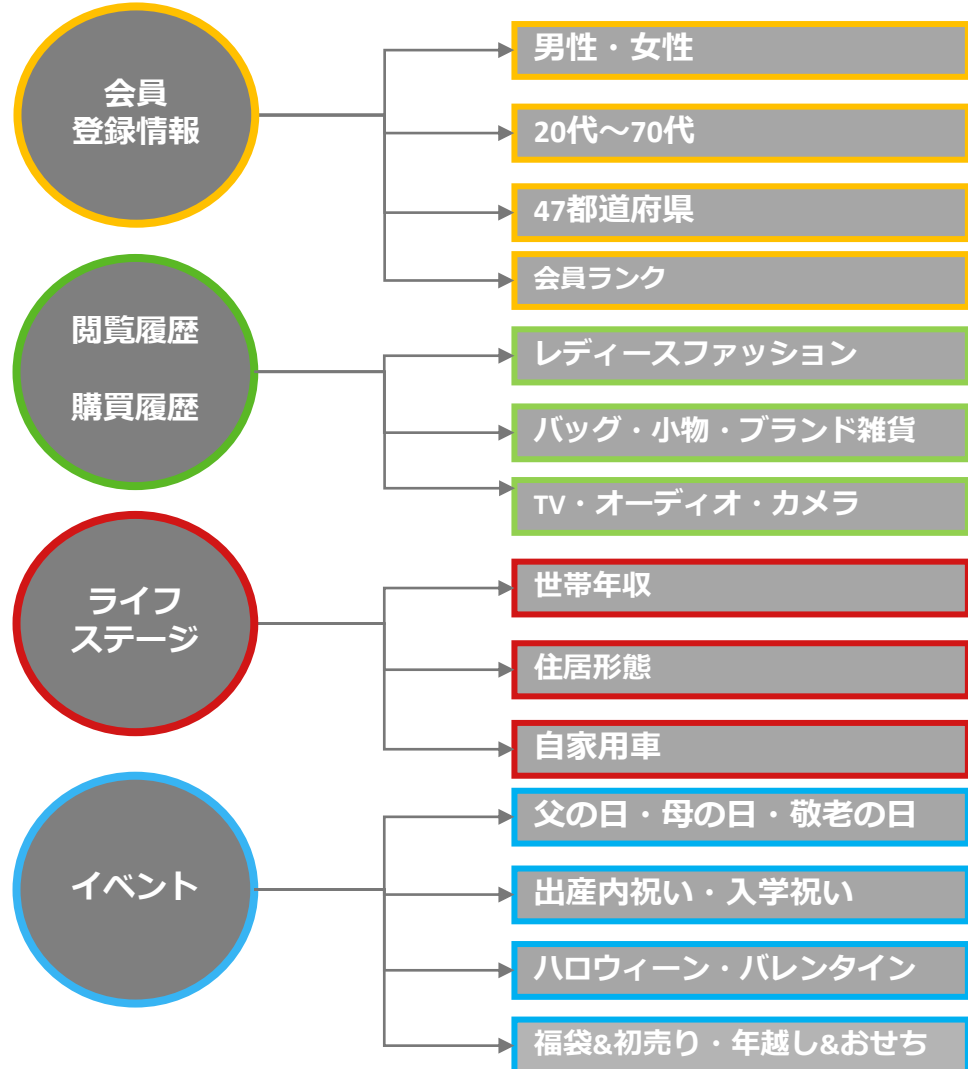 会員
登録情報
男性・女性
20代～70代
47都道府県
会員ランク
閲覧履歴
購買履歴
レディースファッション
バッグ・小物・ブランド雑貨
TV・オーディオ・カメラ
ライフ
ステージ
世帯年収
住居形態
自家用車
イベント
父の日・母の日・敬老の日
出産内祝い・入学祝い
ハロウィーン・バレンタイン
福袋&初売り・年越し&おせち